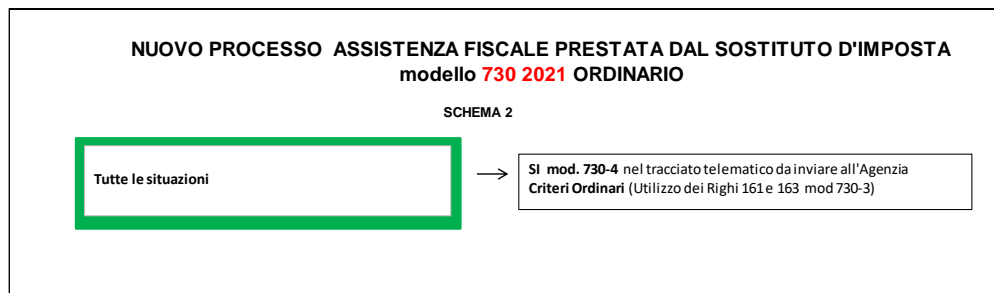 NUOVO PROCESSO ASSISTENZA FISCALE PRESTATA DAL SOSTITUTO D'IMPOSTA
modello 730 2021 ORDINARIO
SCHEMA 2
Tutte le situazioni
SI mod. 730-4 nel tracciato telematico da inviare all'Agenzia
Criteri Ordinari (Utilizzo dei Righi 161 e 163 mod 730-3)